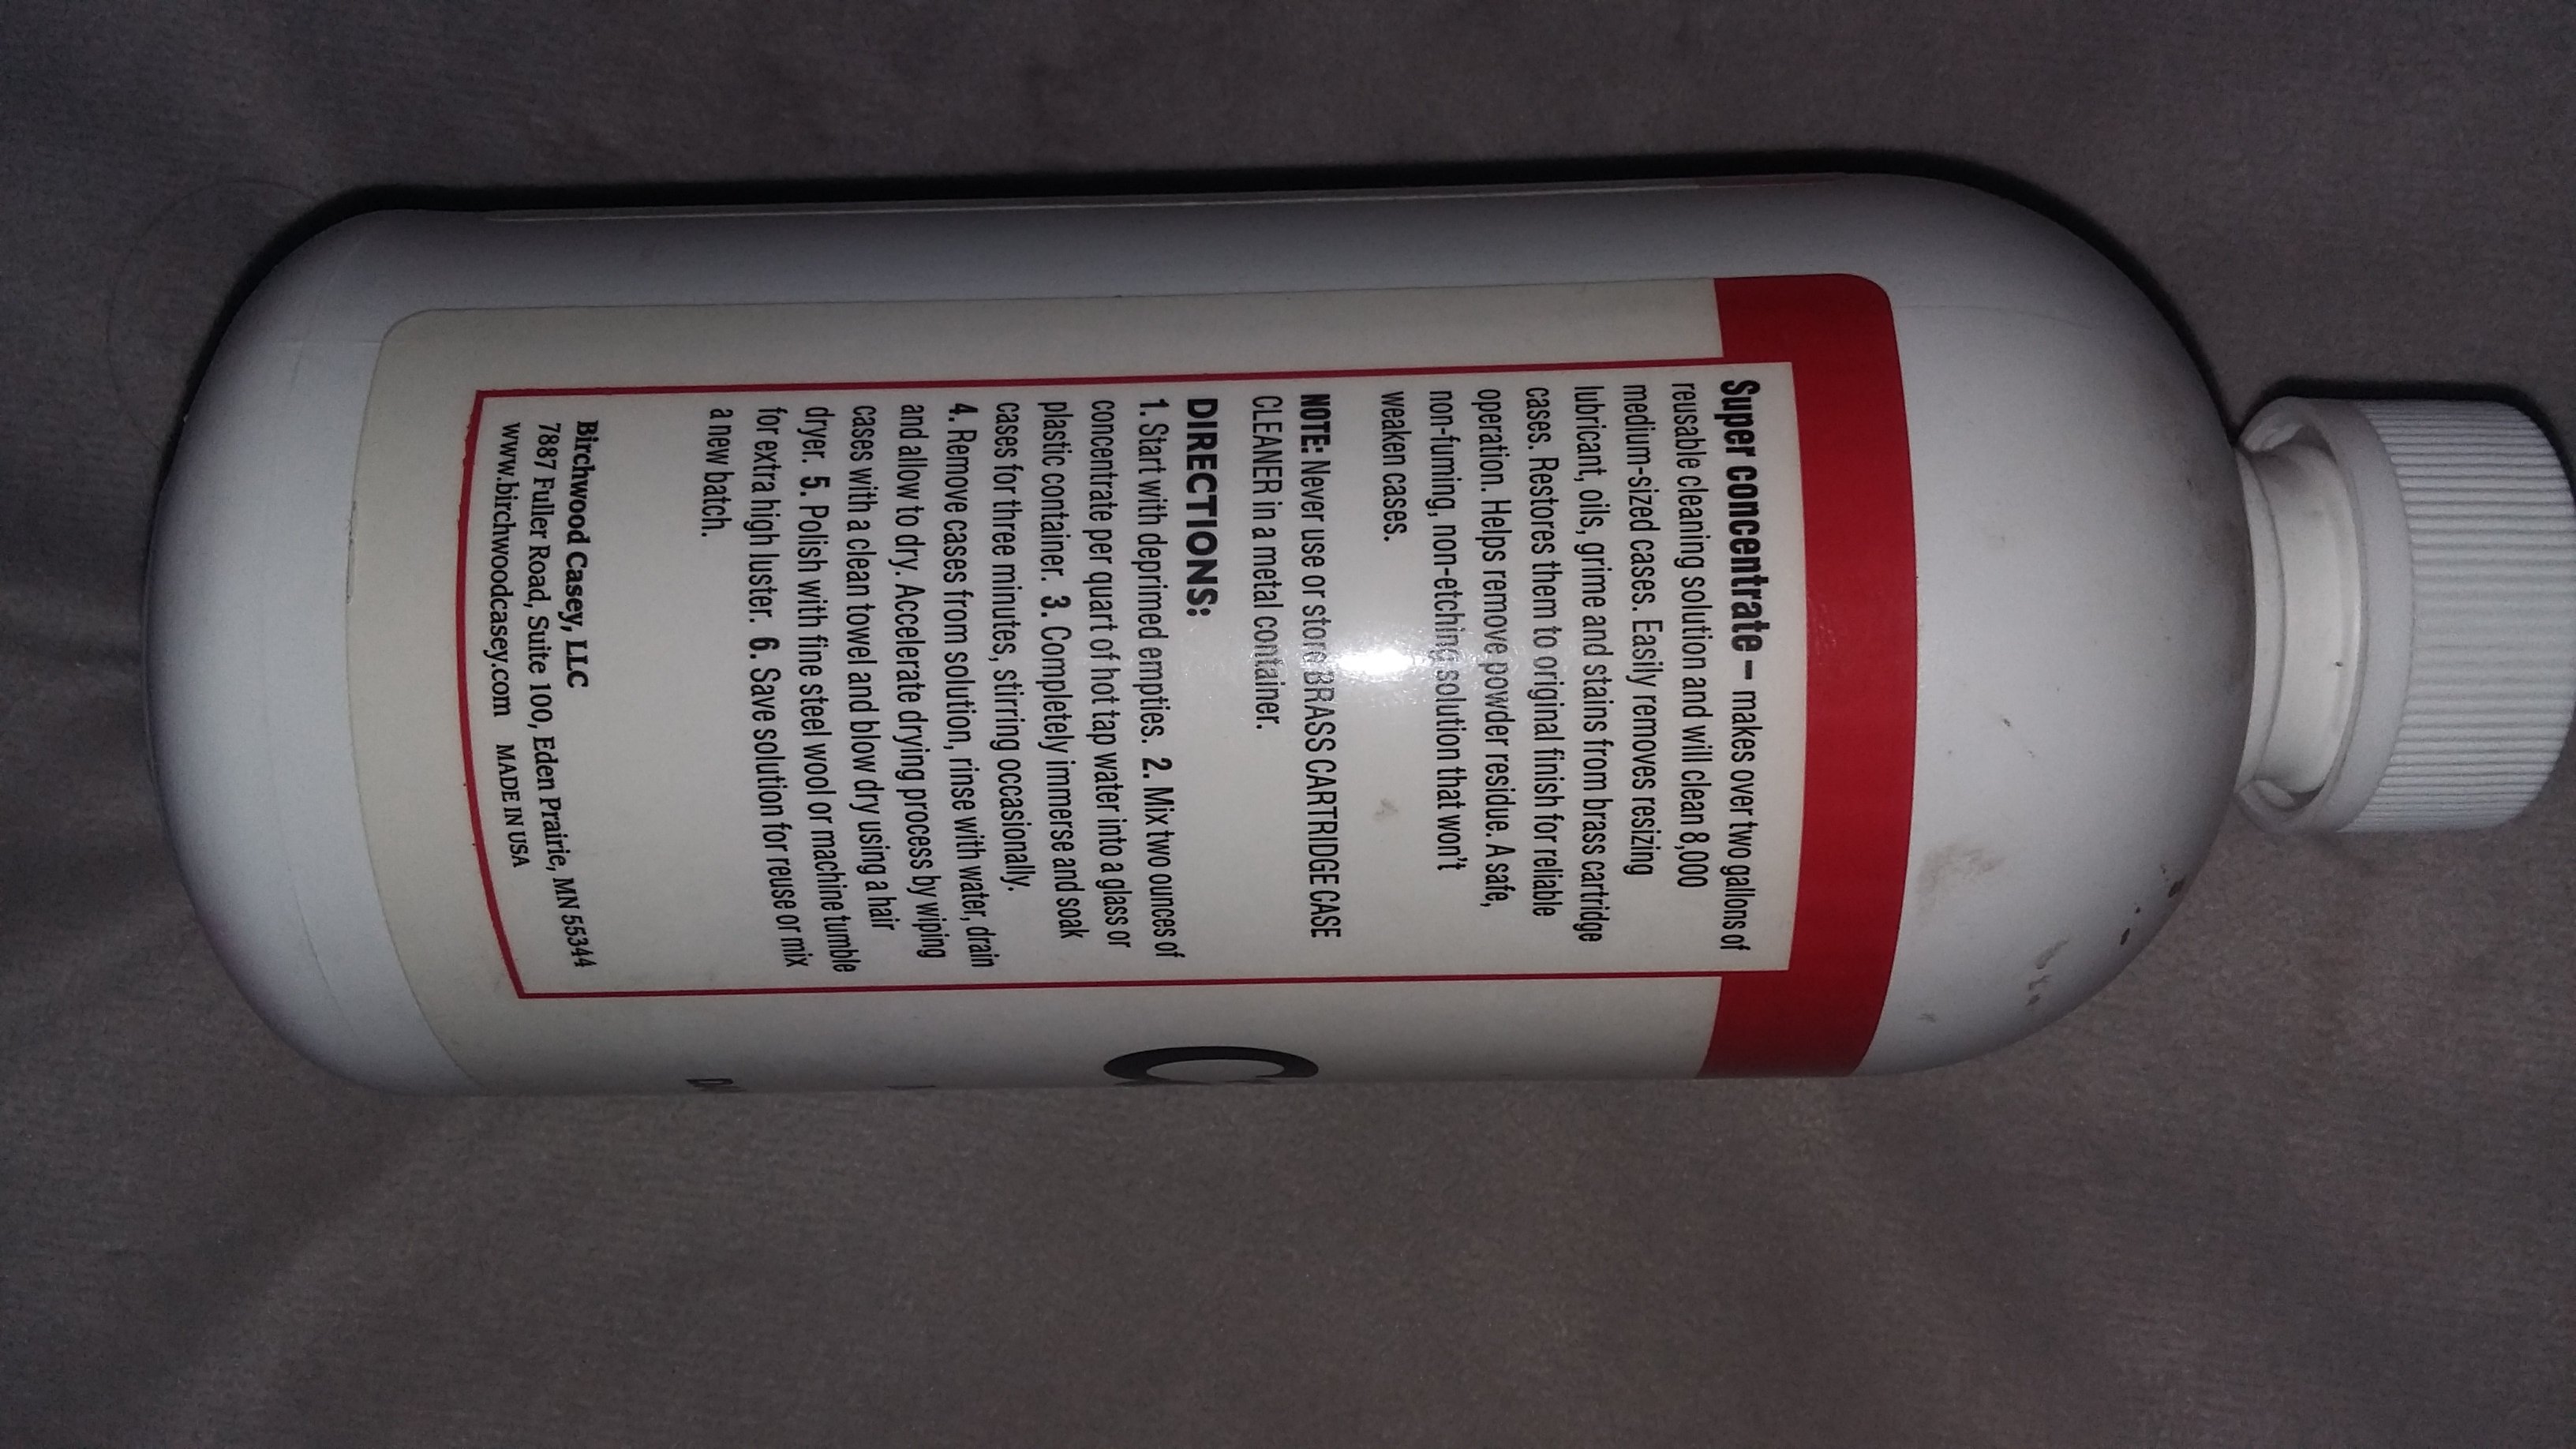 Super concentrate – makes over two gallons of
reusable cleaning solution and will clean 8,000
medium-sized cases. Easily removes resizing
lubricant, oils, grime and stains from brass cartridge
cases. Restores them to original finish for reliable
operation. Helps remove powder residue. A safe,
non-fuming, non-etching solution that won't
weaken cases.
NOTE: Never use or store BRASS CARTRIDGE CASE
CLEANER in a metal container.
DIRECTIONS:
1. Start with deprimed empties. 2. Mix two ounces of
concentrate per quart of hot tap water into a glass or
plastic container. 3. Completely immerse and soak
cases for three minutes, stirring occasionally.
4. Remove cases from solution, rinse with water, drain
and allow to dry. Accelerate drying process by wiping
cases with a clean towel and blow dry using a hair
dryer. 5. Polish with fine steel wool or machine tumble
for extra high luster. 6. Save solution for reuse or mix
a new batch.
Birchwood Casey, LLC
7887 Fuller Road, Suite 100, Eden Prairie, MN 55344
www.birchwoodcasey.com MADE IN USA